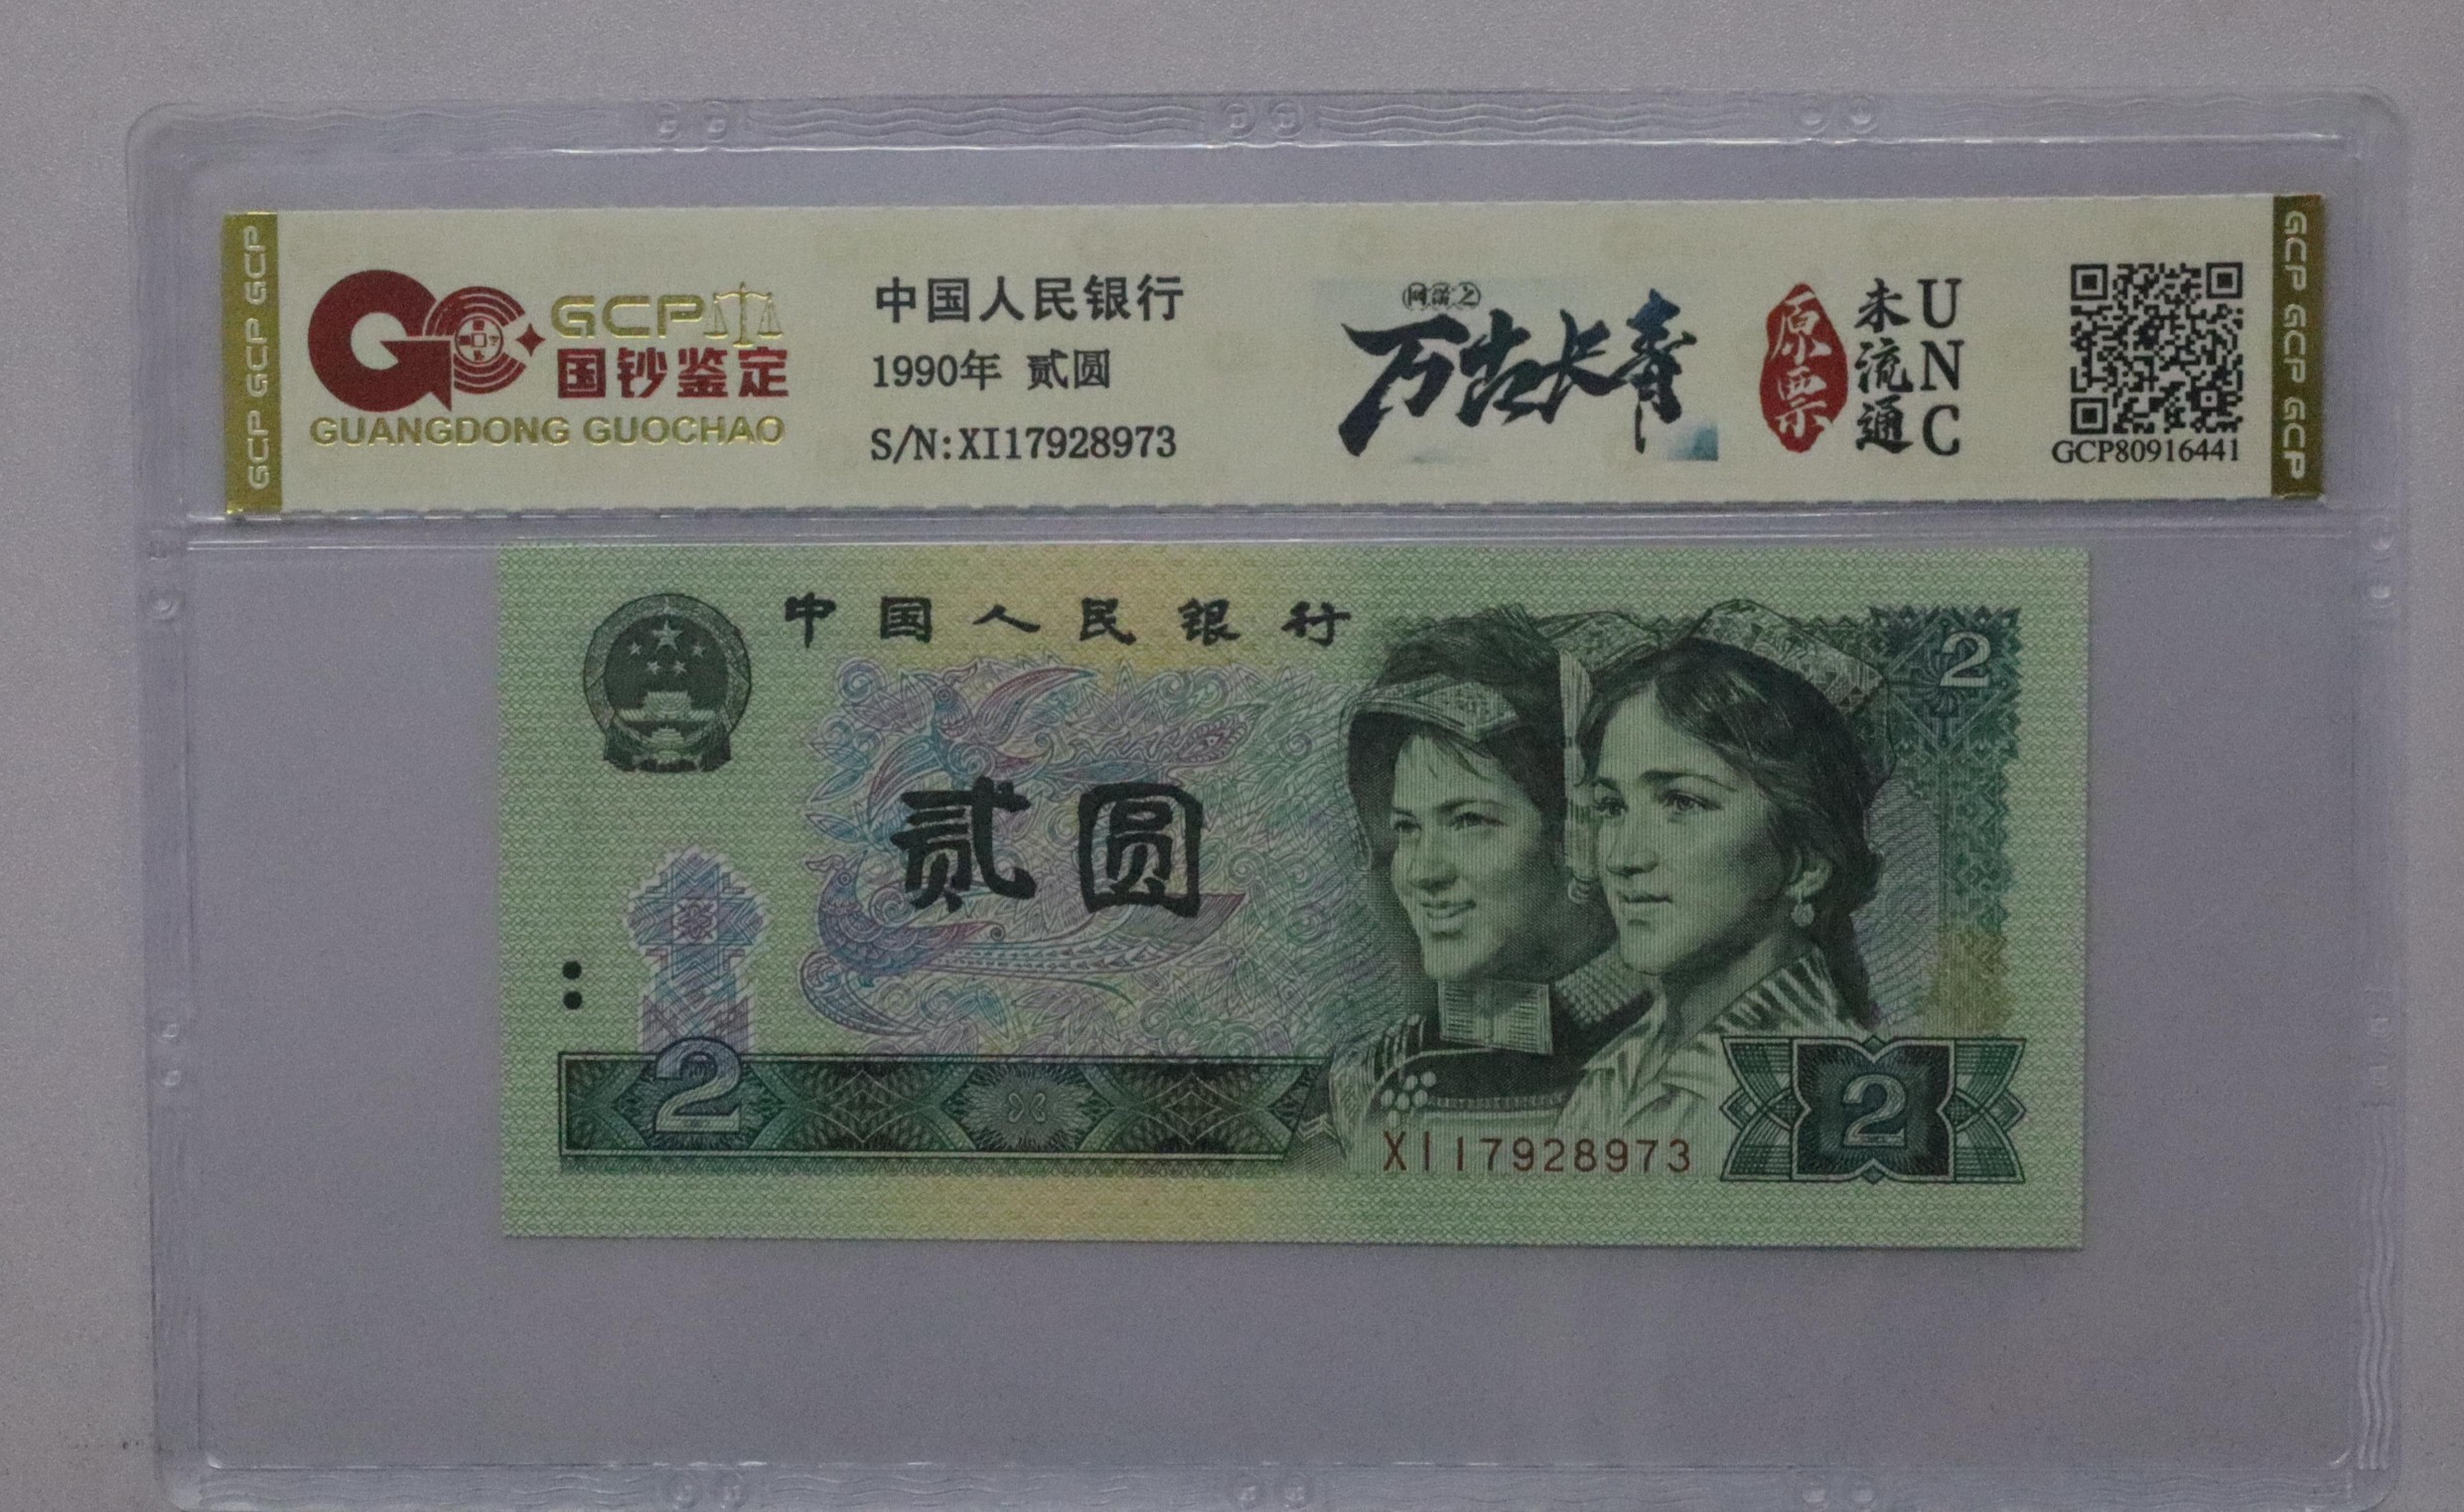 GCP GCP GCP
GCP
国钞鉴定
GUANGDONG GUOCHAO
中国人民银行
1990年 贰圆
S/N:XI17928973
万古长青
原票
未流通
UNC
GCP80916441
GCP GCP GCP GCP
中国人民银行
2
贰圆
2
XI17928973
2